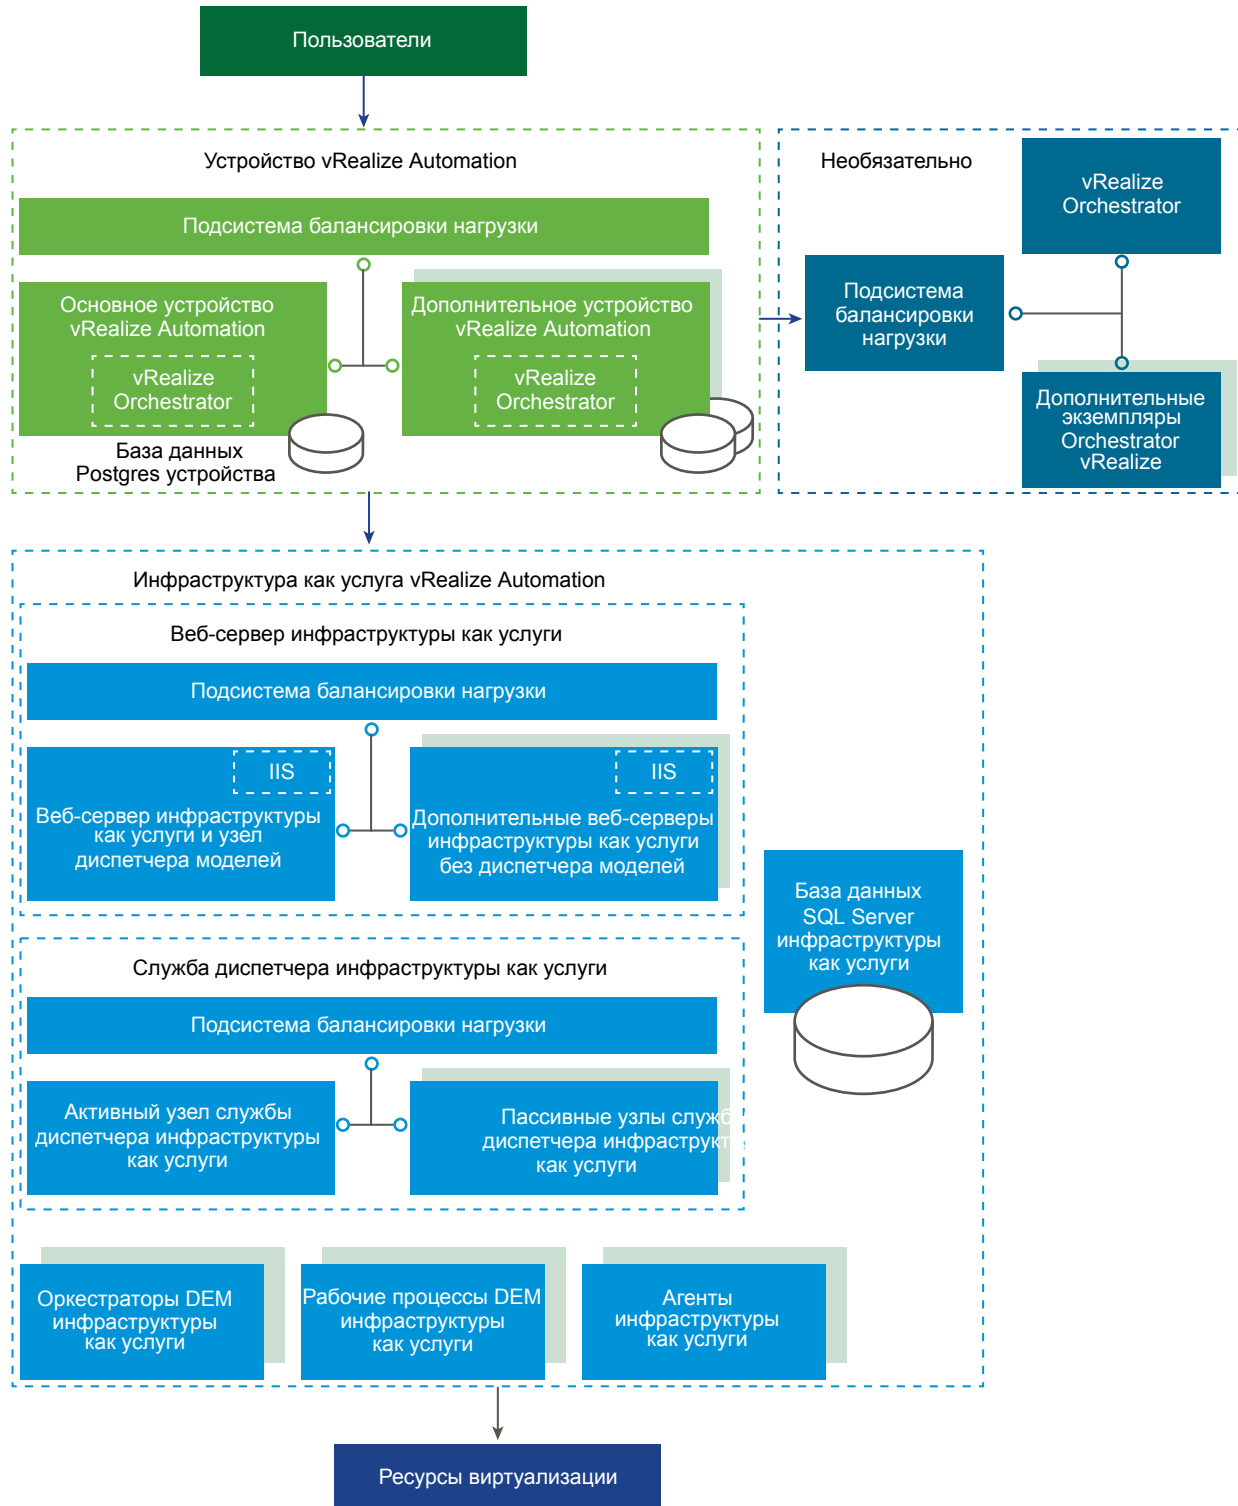 Пользователи
Устройство vRealize Automation
Подсистема балансировки нагрузки
Основное устройство
vRealize Automation
vRealize
Orchestrator
Дополнительное устройство
vRealize Automation
vRealize
Orchestrator
База данных
Postgres устройства
Необязательно
vRealize
Orchestrator
Подсистема
балансировки
нагрузки
Дополнительные
экземпляры
Orchestrator
vRealize
Инфраструктура как услуга vRealize Automation
Веб-сервер инфраструктуры как услуги
Подсистема балансировки нагрузки
IIS
Веб-сервер инфраструктуры
как услуги и узел
диспетчера моделей
IIS
Дополнительные веб-серверы
инфраструктуры как услуги
без диспетчера моделей
База данных
SQL Server
инфраструктуры
как услуги
Служба диспетчера инфраструктуры как услуги
Подсистема балансировки нагрузки
Активный узел службы
диспетчера инфраструктуры
как услуги
Пассивные узлы служб
диспетчера инфраструкт
как услуги
Оркестраторы DEM
инфраструктуры
как услуги
Рабочие процессы DEM
инфраструктуры
как услуги
Агенты
инфраструктуры
как услуги
Ресурсы виртуализации